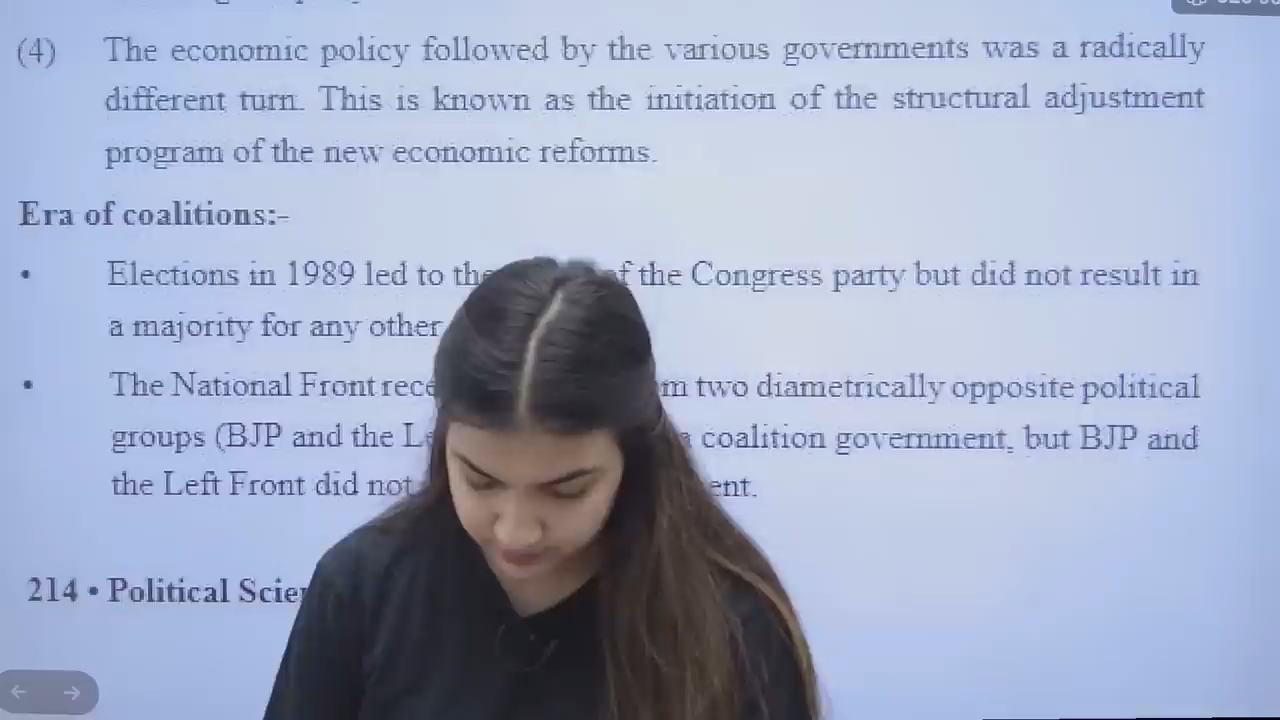 (4) The economic policy followed by the various governments was a radically
different turn. This is known as the initiation of the structural adjustment
program of the new economic reforms.
Era of coalitions:-
• Elections in 1989 led to the of the Congress party but did not result in
a majority for any other
• The National Front two diametrically opposite political
groups (BJP and the coalition government, but BJP and
the Left Front did not
214 • Political